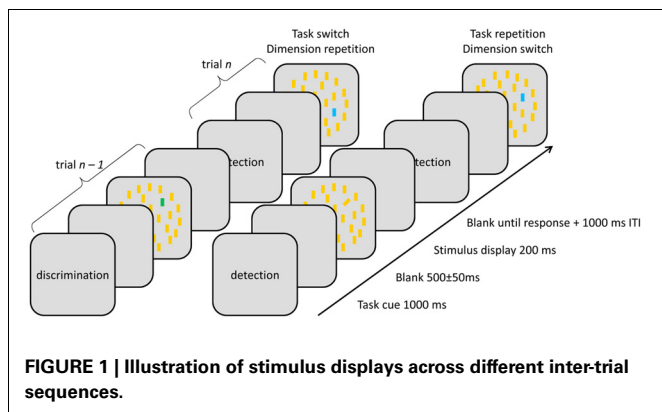 Task switch
Dimension repetition
Task repetition
Dimension switch
trial n
trial n – 1
etection
etection
discrimination
detection
Blank until response + 1000 ms ITI
Stimulus display 200 ms
Blank 500±50ms
Task cue 1000 ms
FIGURE 1 | Illustration of stimulus displays across different inter-trial
sequences.